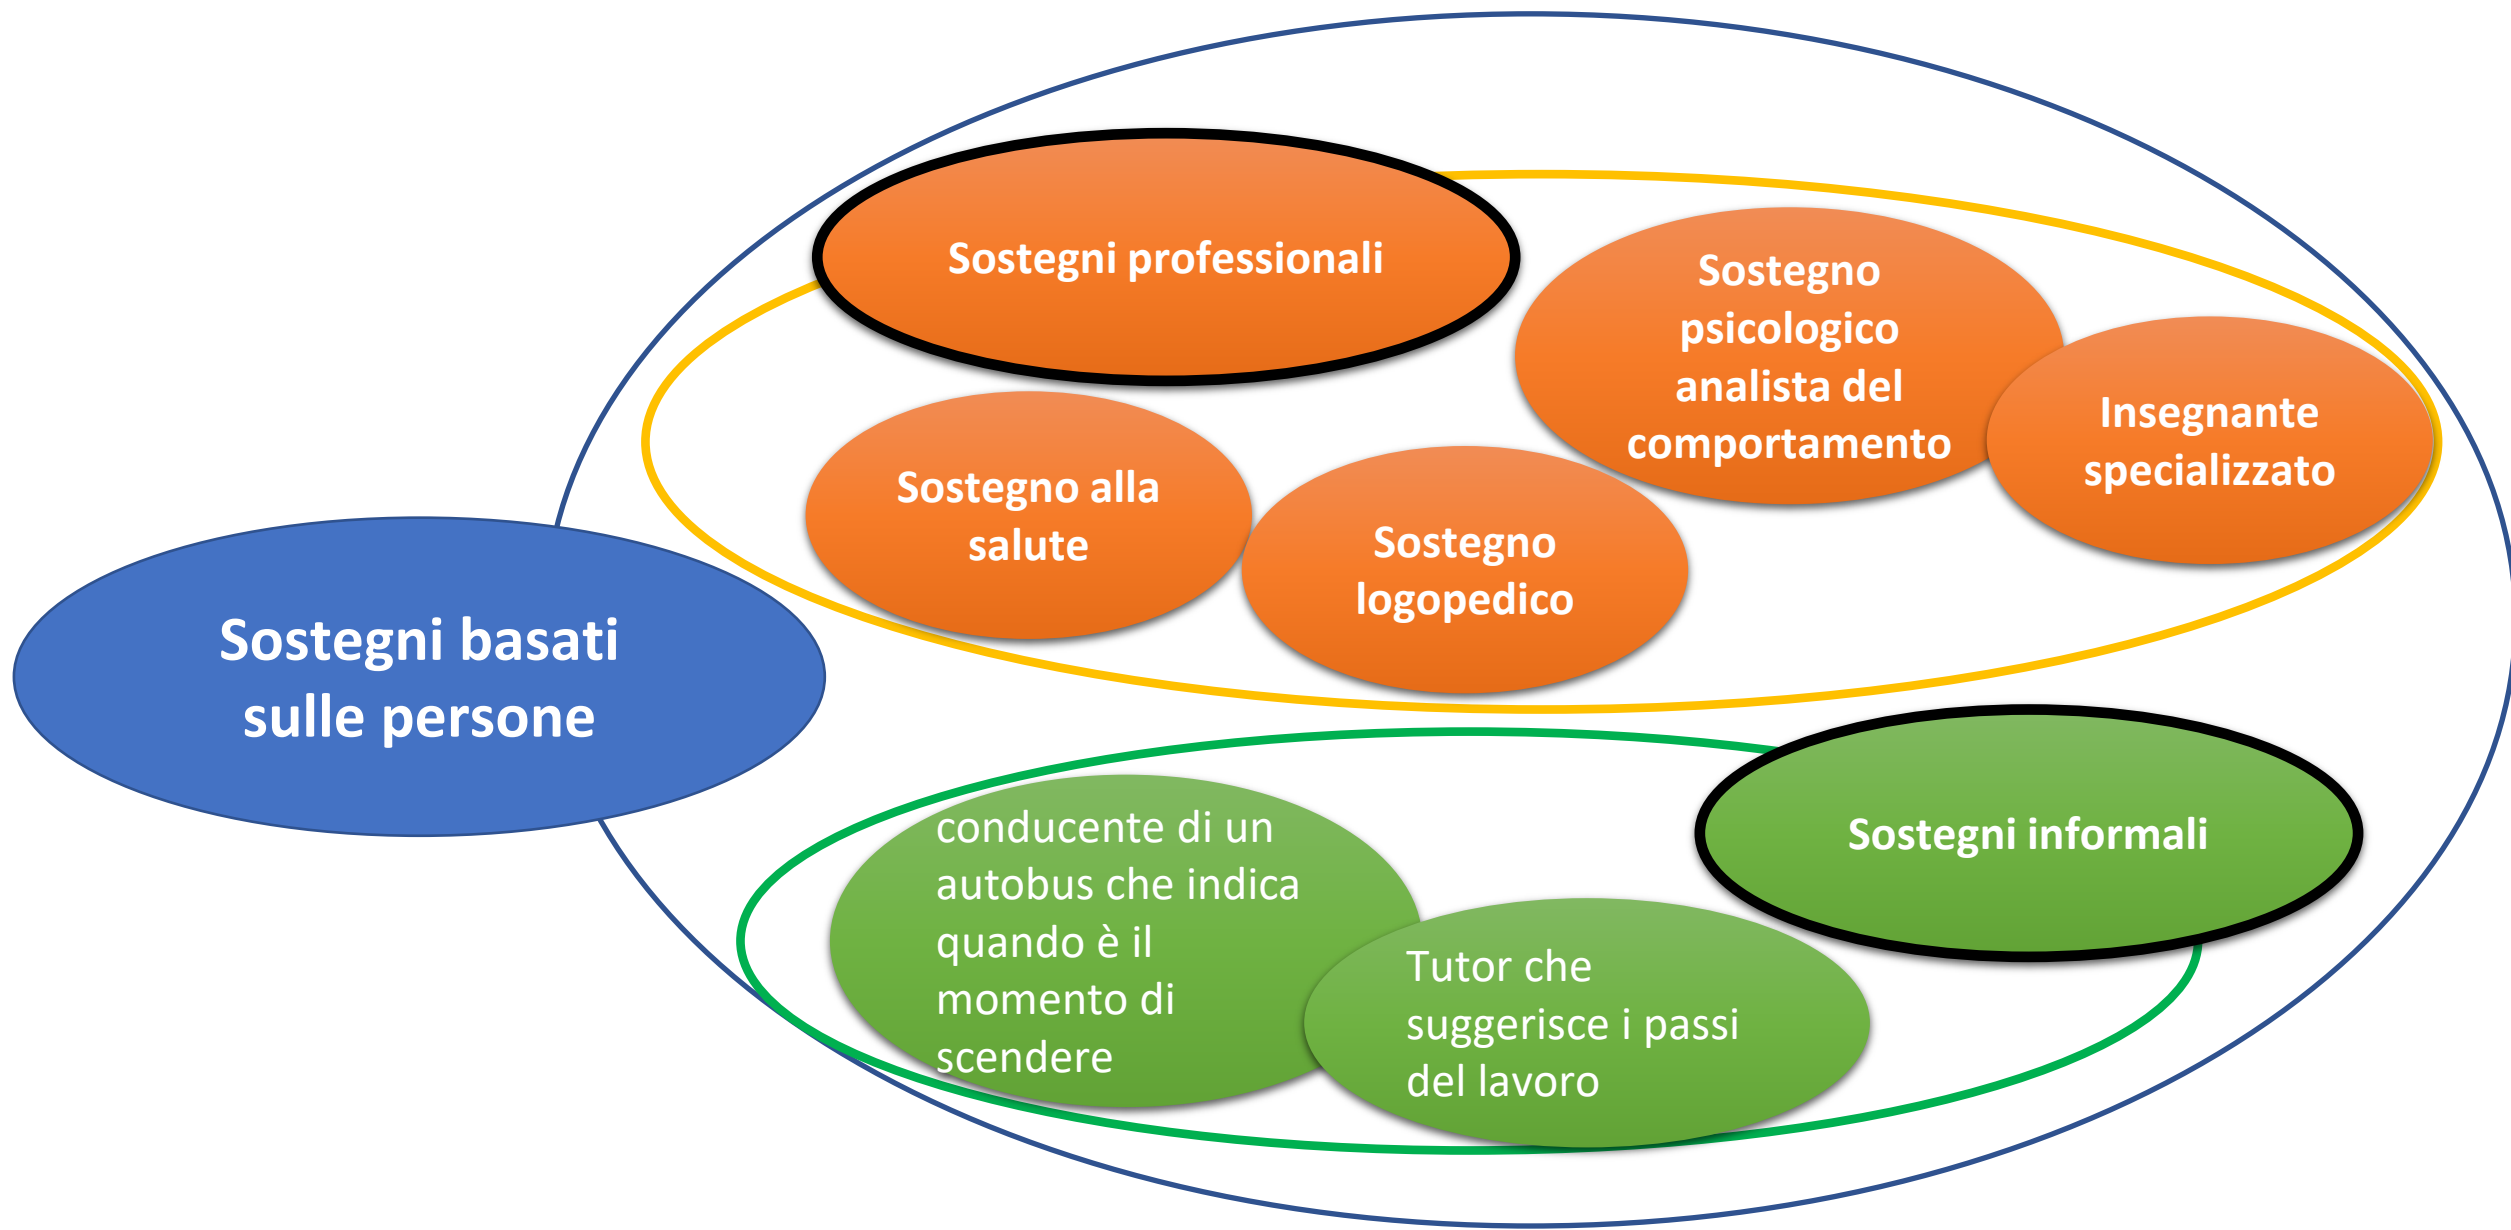 Sostegni professionali
Sostegno
psicologico
analista del
comportamento
Insegnante
specializzato
Sostegno alla
salute
Sostegno
logopedico
Sostegni basati
sulle persone
Sostegni informali
conducente di un
autobus che indica
quando è il
momento di
scendere
Tutor che
suggerisce i passi
del lavoro